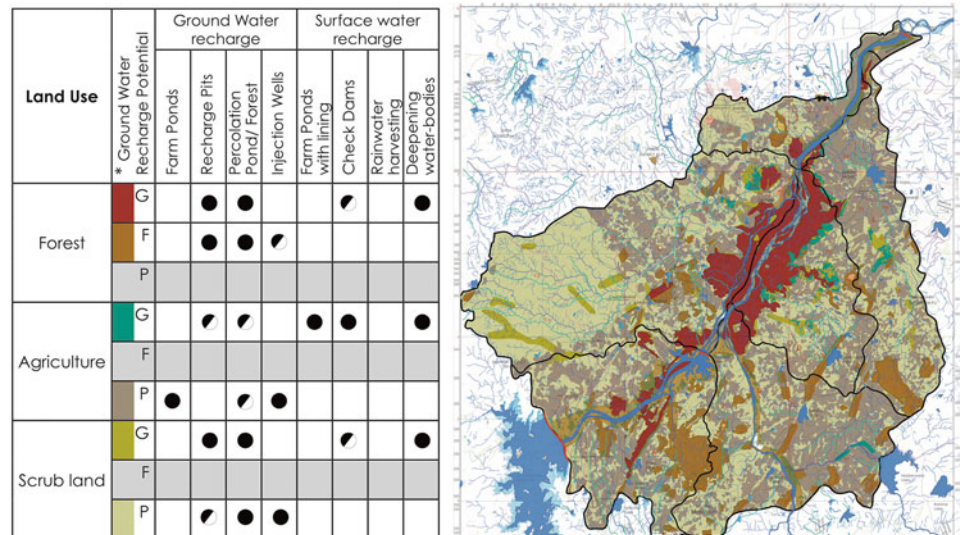 Land Use
* Ground Water
Recharge Potential
Ground Water
recharge
Surface water
recharge
Farm Ponds
Recharge Pits
Percolation
Pond/ Forest
Injection Wells
Farm Ponds
with lining
Check Dams
Rainwater
harvesting
Deepening
water-bodies
Forest
G
F
P
Agriculture
G
F
P
Scrub land
G
F
P